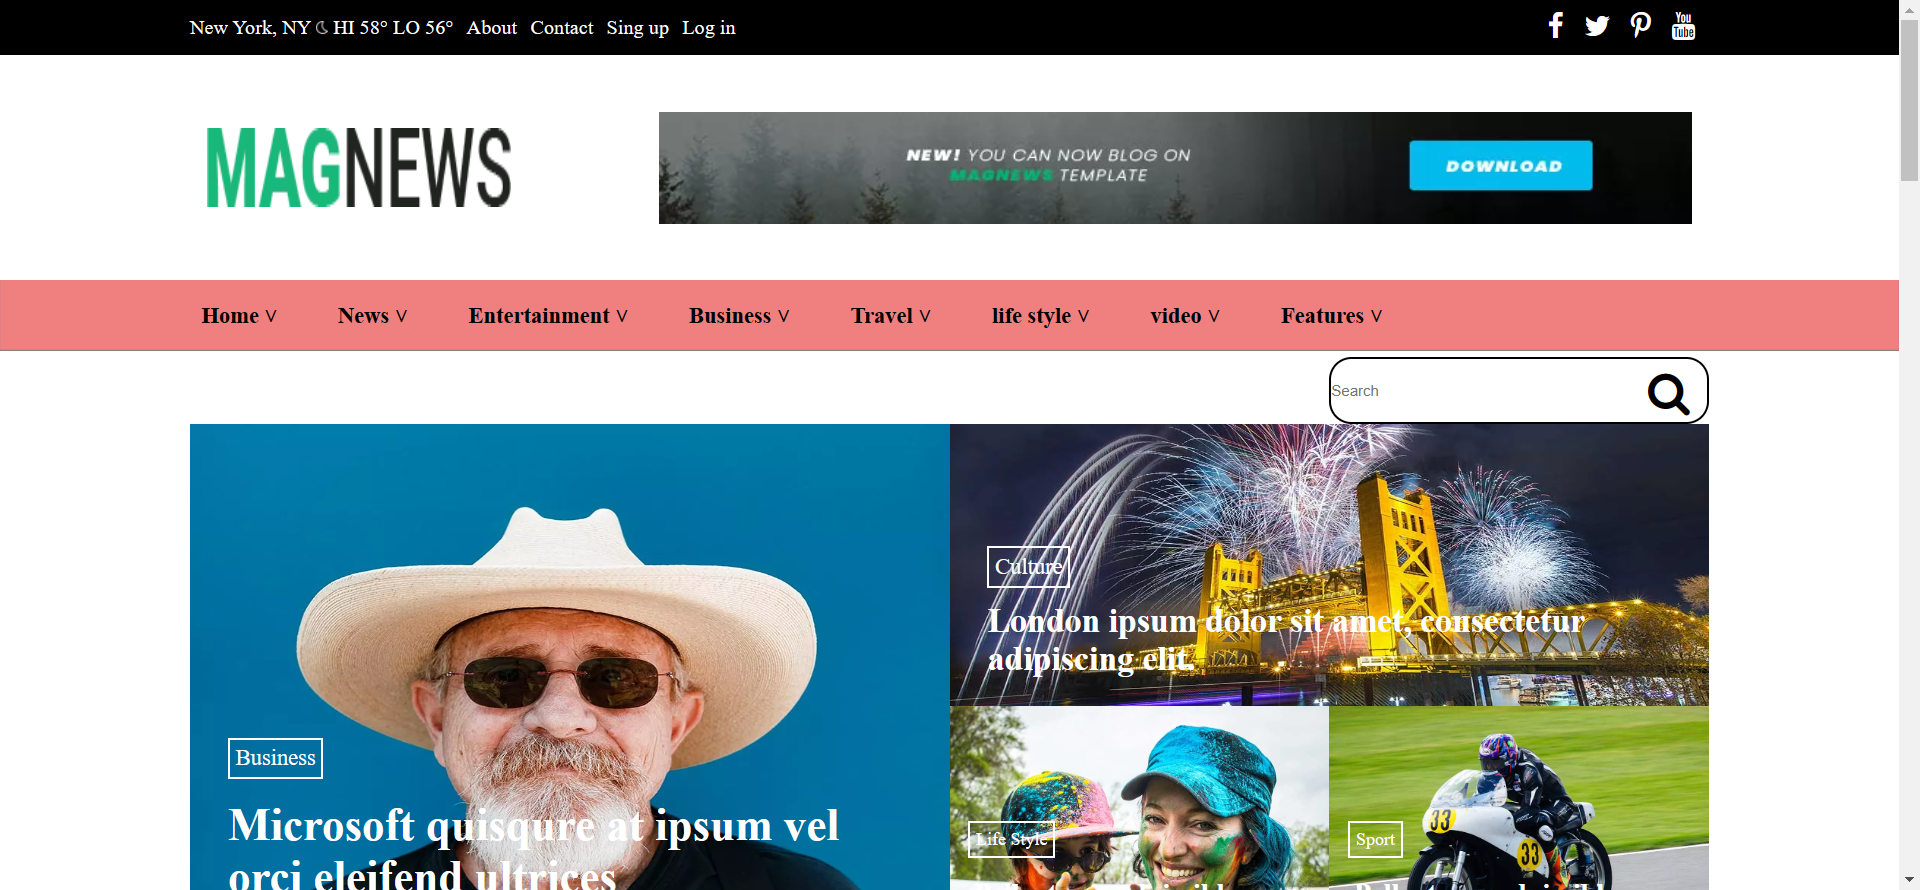 New York, NY HI 58° LO 56° About Contact Sing up Log in
You
Tube
MAGNEWS
NEW! YOU CAN NOW BLOG ON
MAGNEWS TEMPLATE
DOWNLOAD
Home ˅ News ˅ Entertainment ˅ Business ˅ Travel ˅ life style ˅ video ˅ Features ˅
Search
Culture
London ipsum dolor sit amet, consectetur
adipiscing elit.
Business
Microsoft quisqure at ipsum vel
orci eleifend ultrices
Life Style
Sport
33
33